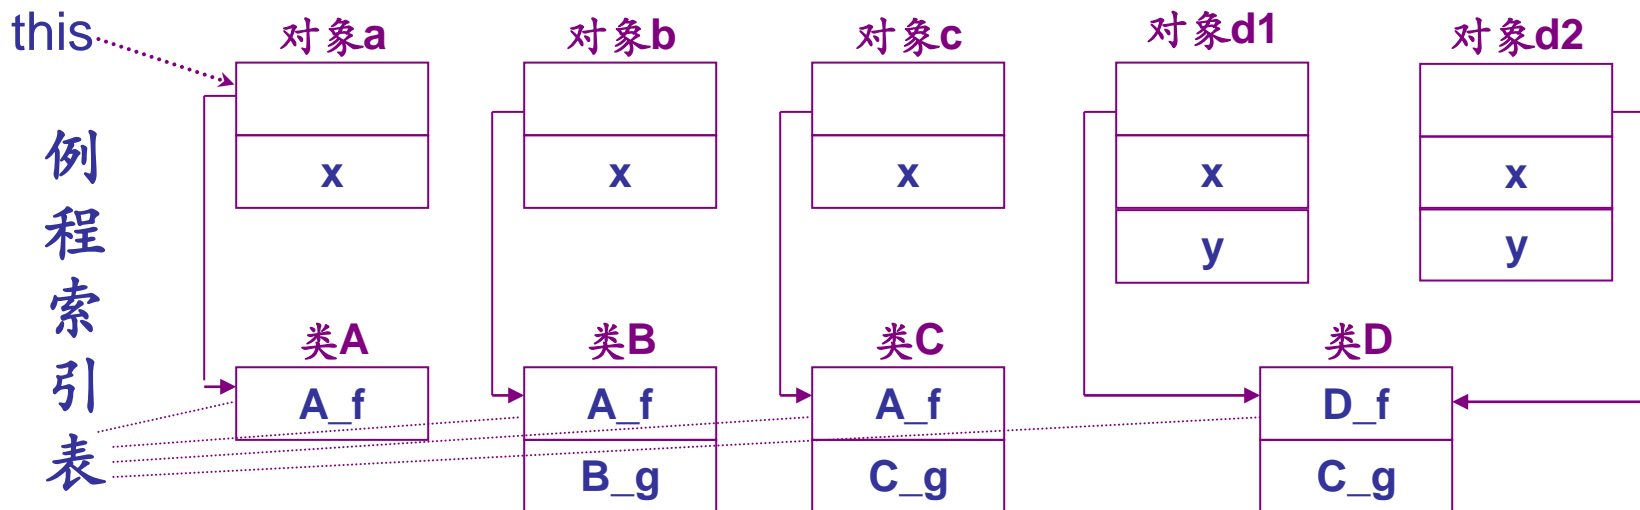 this
对象a
对象b
对象c
对象d1
对象d2
x
x
x
x
x
y
y
例
程
索
引
表
类A
类B
类C
类D
A_f
A_f
A_f
D_f
B_g
C_g
C_g